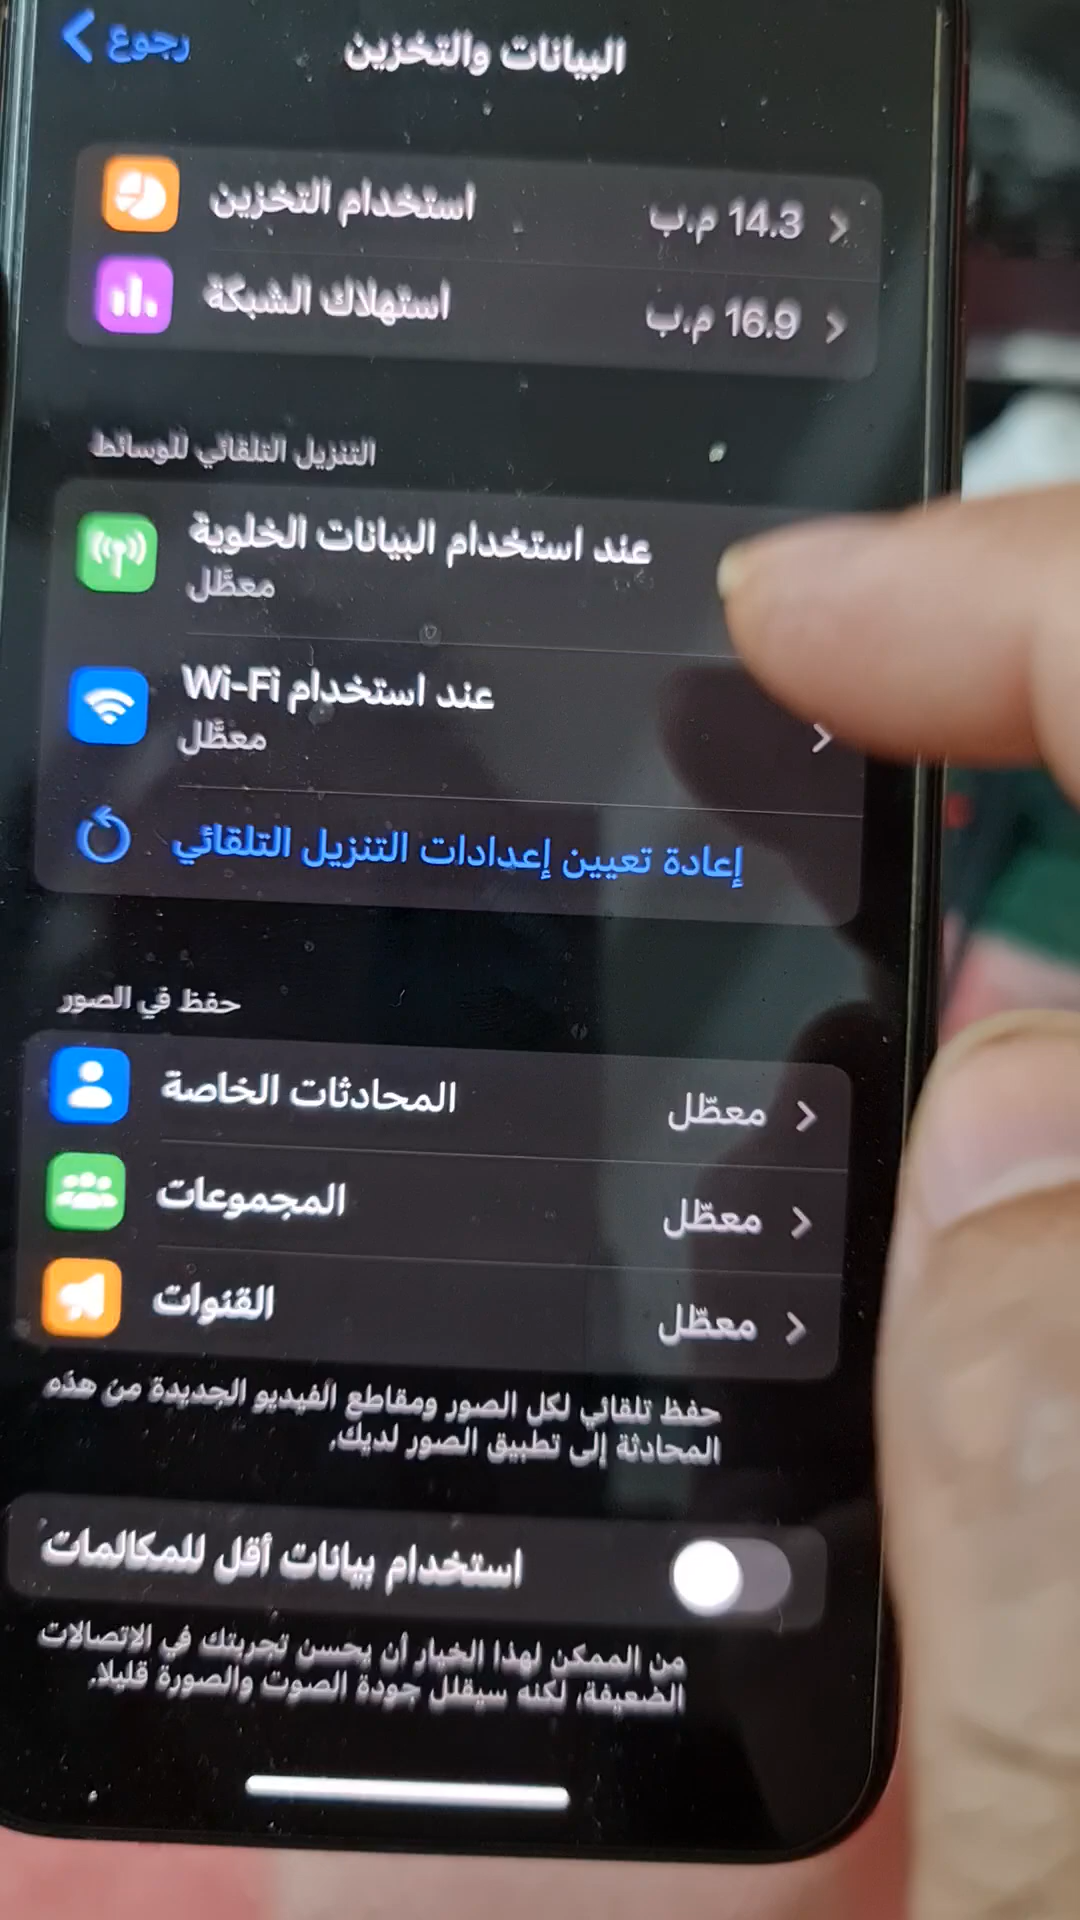 رجوع
البيانات والتخزين
استخدام التخزين
14.3 م.ب
استهلاك الشبكة
16.9 م.ب
التنزيل التلقائي للوسائط
عند استخدام البيانات الخلوية
معطَّل
عند استخدام Wi-Fi
معطَّل
إعادة تعيين إعدادات التنزيل التلقائي
حفظ في الصور
المحادثات الخاصة
معطّل
المجموعات
معطّل
القنوات
معطّل
حفظ تلقائي لكل الصور ومقاطع الفيديو الجديدة من هذه
المحادثة إلى تطبيق الصور لديك.
استخدام بيانات أقل للمكالمات
من الممكن لهذا الخيار أن يحسن تجربتك في الاتصالات
الضعيفة، لكنه سيقلل جودة الصوت والصورة قليلا.